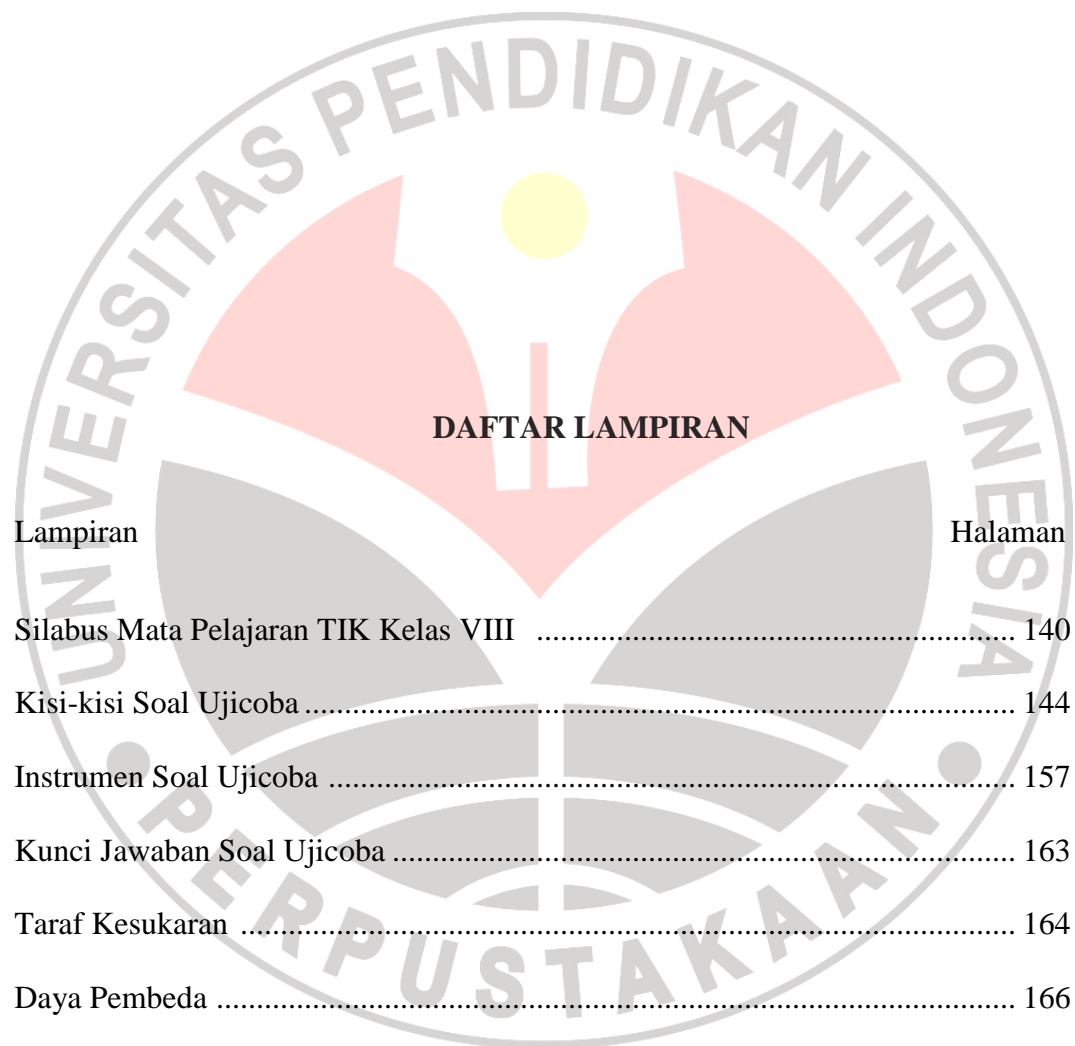 UNIVERSITAS PENDIDIKAN INDONESIA
DAFTAR LAMPIRAN
Lampiran Halaman
Silabus Mata Pelajaran TIK Kelas VIII ............................................................. 140
Kisi-kisi Soal Ujicoba .......................................................................................... 144
Instrumen Soal Ujicoba ....................................................................................... 157
Kunci Jawaban Soal Ujicoba ............................................................................... 163
Taraf Kesukaran .................................................................................................. 164
Daya Pembeda ..................................................................................................... 166
PERPUSTAKAAN